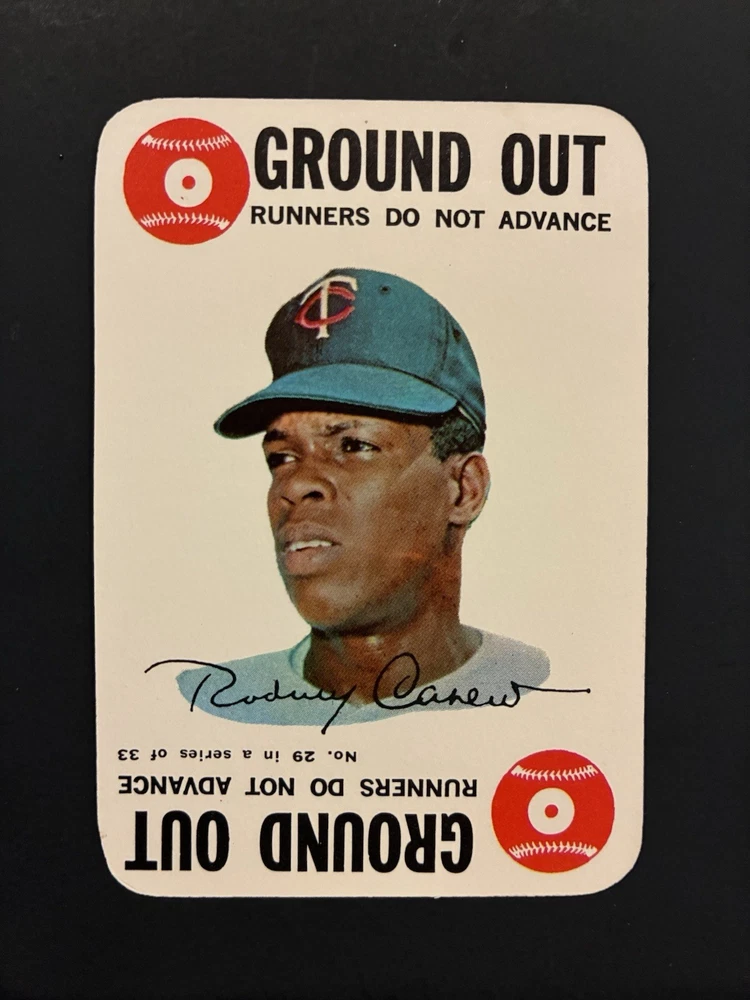 GROUND OUT
RUNNERS DO NOT ADVANCE
TC
Rodney Carew
No. 29 in a series of 33
RUNNERS DO NOT ADVANCE
GROUND OUT